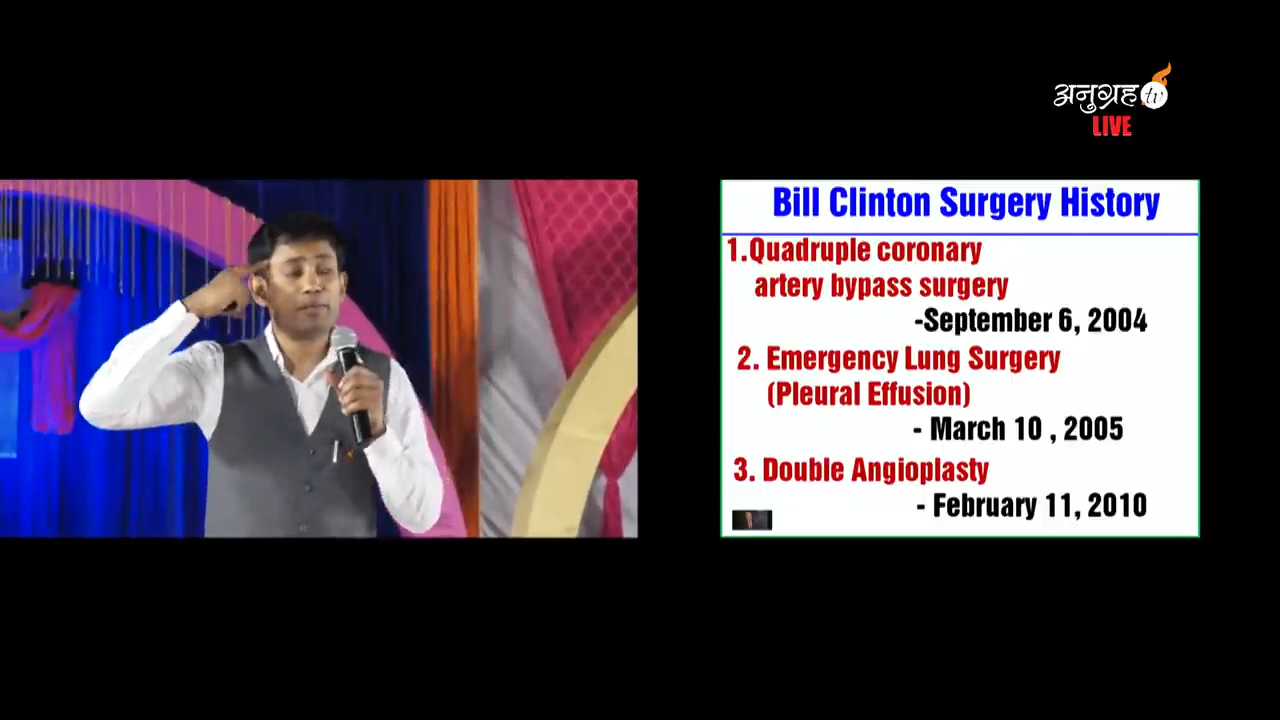 अनुग्रह tv
LIVE
Bill Clinton Surgery History
1.Quadruple coronary
artery bypass surgery
-September 6, 2004
2. Emergency Lung Surgery
(Pleural Effusion)
- March 10 , 2005
3. Double Angioplasty
- February 11, 2010